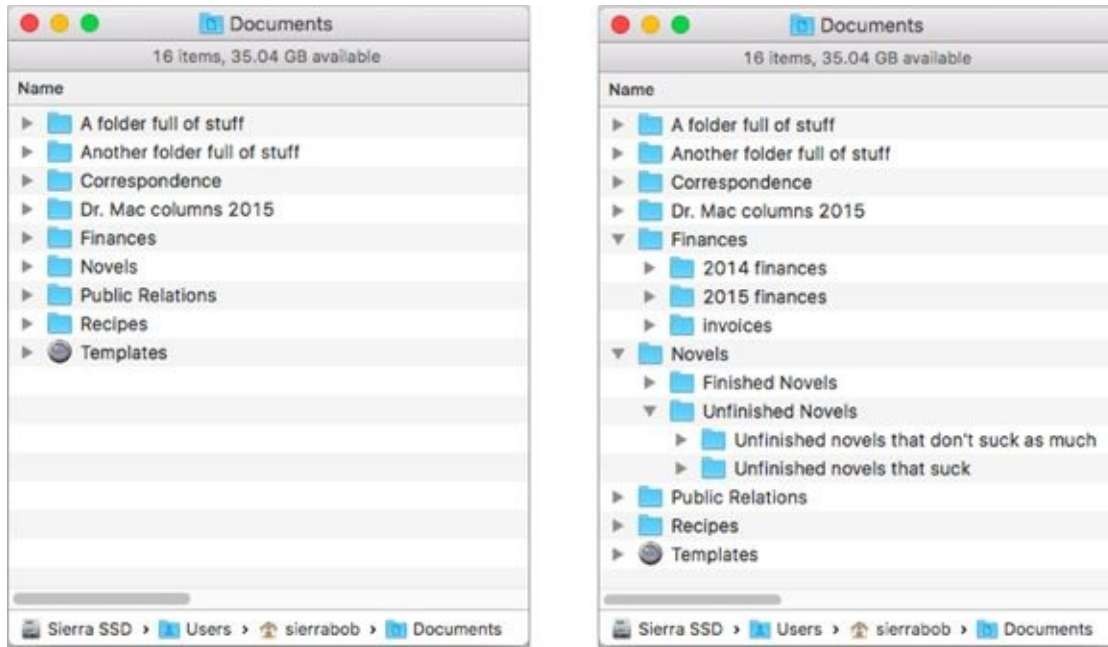 Documents
16 items, 35.04 GB available
Name
A folder full of stuff
Another folder full of stuff
Correspondence
Dr. Mac columns 2015
Finances
Novels
Public Relations
Recipes
Templates
Sierra SSD › Users › sierrabob › Documents
Documents
16 items, 35.04 GB available
Name
A folder full of stuff
Another folder full of stuff
Correspondence
Dr. Mac columns 2015
Finances
2014 finances
2015 finances
invoices
Novels
Finished Novels
Unfinished Novels
Unfinished novels that don't suck as much
Unfinished novels that suck
Public Relations
Recipes
Templates
Sierra SSD › Users › sierrabob › Documents